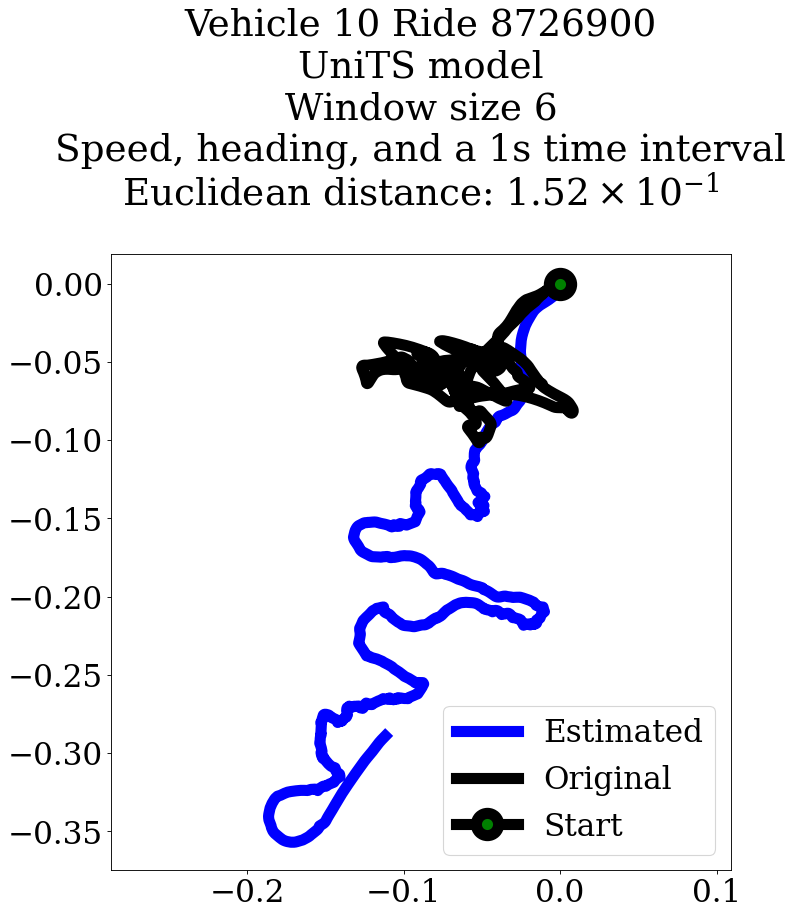 Vehicle 10 Ride 8726900
UniTS model
Window size 6
Speed, heading, and a 1s time interval
Euclidean distance: 1.52 × 10⁻¹
0.00
−0.05
−0.10
−0.15
−0.20
−0.25
−0.30
−0.35
Estimated
Original
Start
−0.2 −0.1 0.0 0.1